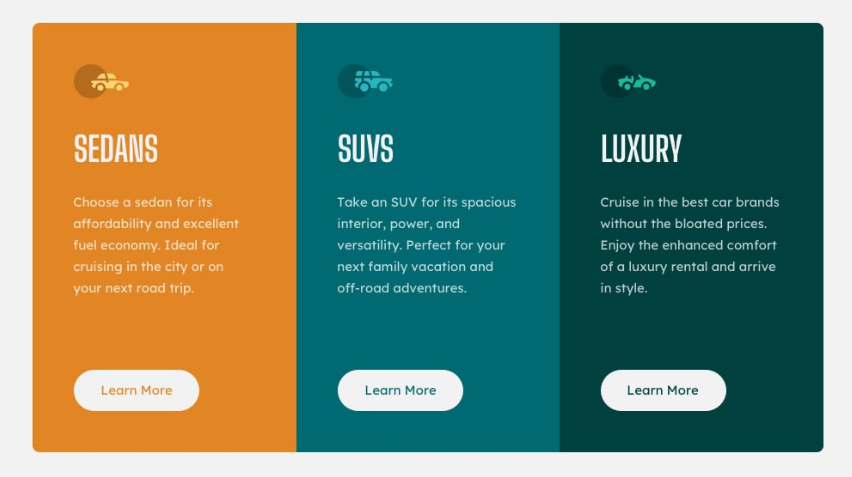 SEDANS
Choose a sedan for its
affordability and excellent
fuel economy. Ideal for
cruising in the city or on
your next road trip.
Learn More
SUVS
Take an SUV for its spacious
interior, power, and
versatility. Perfect for your
next family vacation and
off-road adventures.
Learn More
LUXURY
Cruise in the best car brands
without the bloated prices.
Enjoy the enhanced comfort
of a luxury rental and arrive
in style.
Learn More